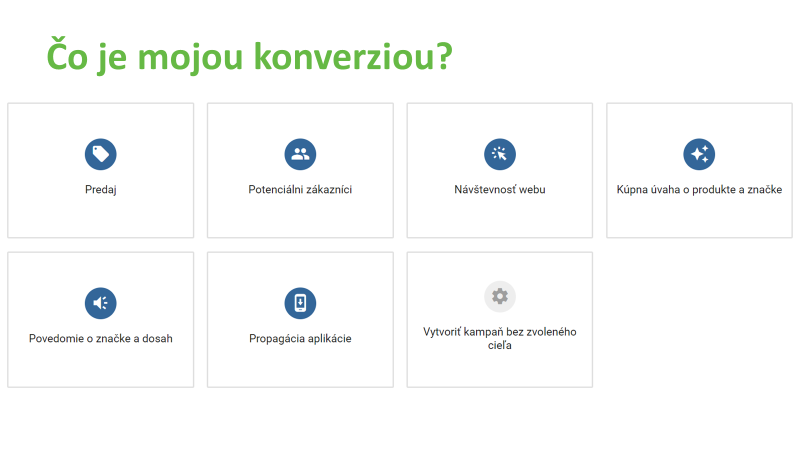 Čo je mojou konverziou?
Predaj
Potenciálni zákazníci
Návštevnosť webu
Kúpna úvaha o produkte a značke
Povedomie o značke a dosah
Propagácia aplikácie
Vytvoriť kampaň bez zvoleného
cieľa